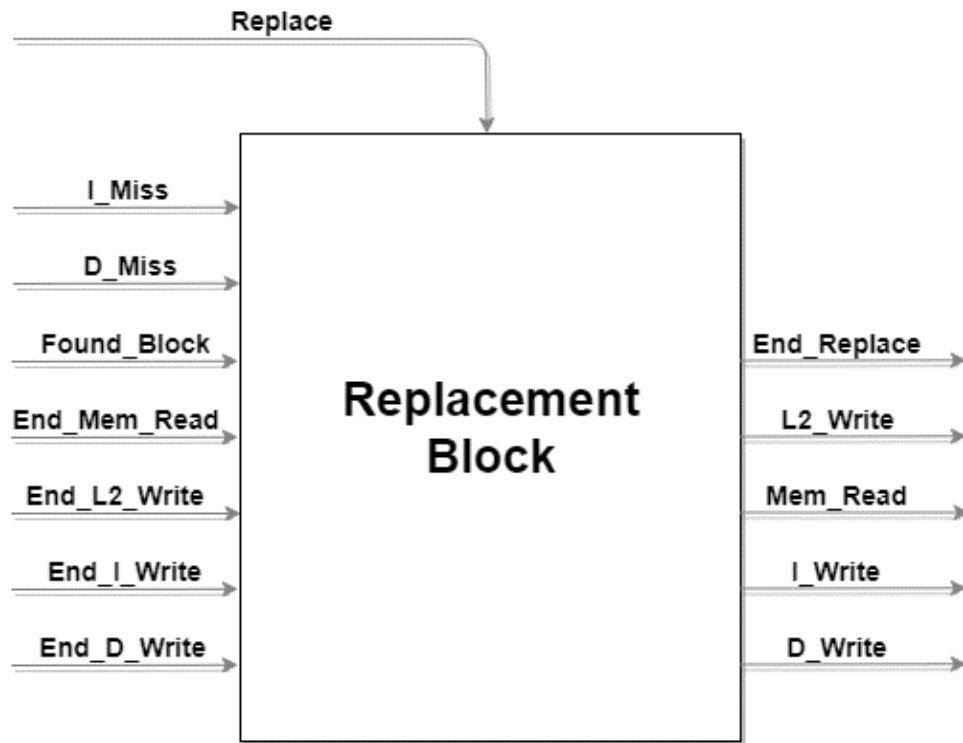 Replace
I_Miss
D_Miss
Found_Block
End_Mem_Read
End_L2_Write
End_I_Write
End_D_Write
Replacement
Block
End_Replace
L2_Write
Mem_Read
I_Write
D_Write